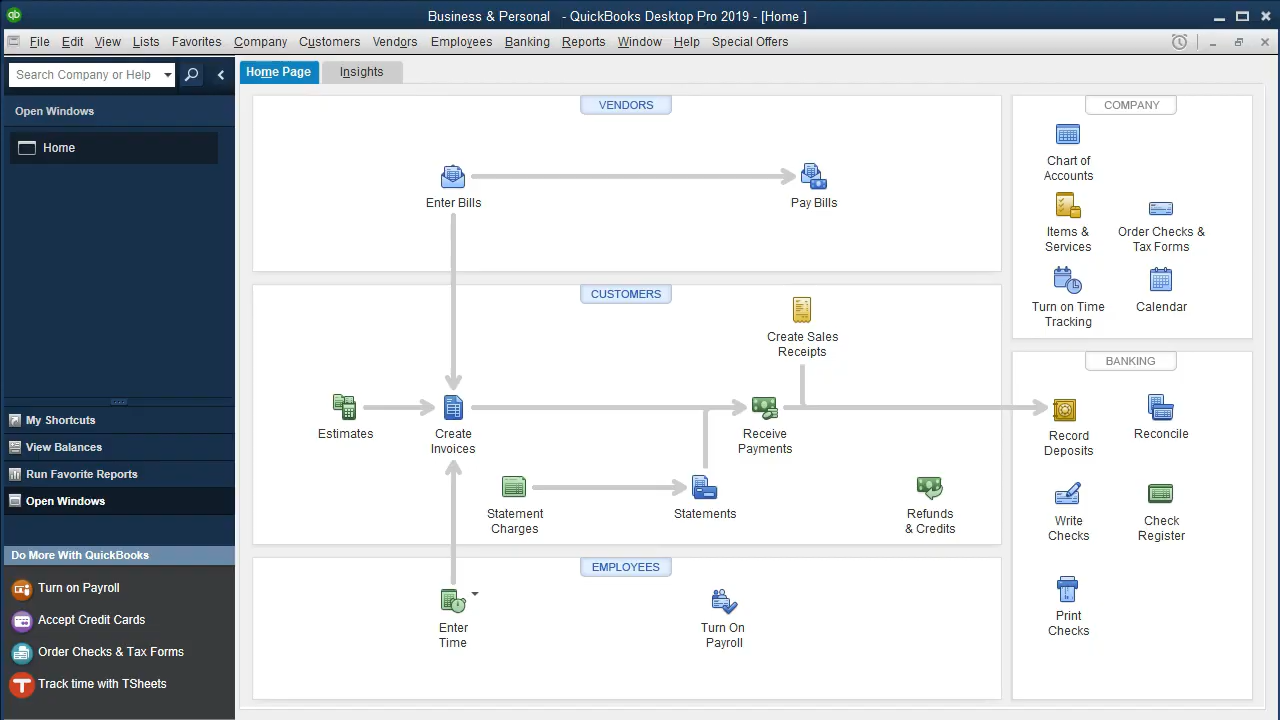 qb
Business & Personal - QuickBooks Desktop Pro 2019 - [Home ]
File Edit View Lists Favorites Company Customers Vendors Employees Banking Reports Window Help Special Offers
Search Company or Help
Open Windows
Home
My Shortcuts
View Balances
Run Favorite Reports
Open Windows
Do More With QuickBooks
Turn on Payroll
Accept Credit Cards
Order Checks & Tax Forms
Track time with TSheets
Home Page
Insights
VENDORS
Enter Bills
Pay Bills
CUSTOMERS
Create Sales
Receipts
Estimates
Create
Invoices
Receive
Payments
Statement
Charges
Statements
Refunds
& Credits
EMPLOYEES
Enter
Time
Turn On
Payroll
COMPANY
Chart of
Accounts
Items &
Services
Order Checks &
Tax Forms
Turn on Time
Tracking
Calendar
BANKING
Record
Deposits
Reconcile
Write
Checks
Check
Register
Print
Checks